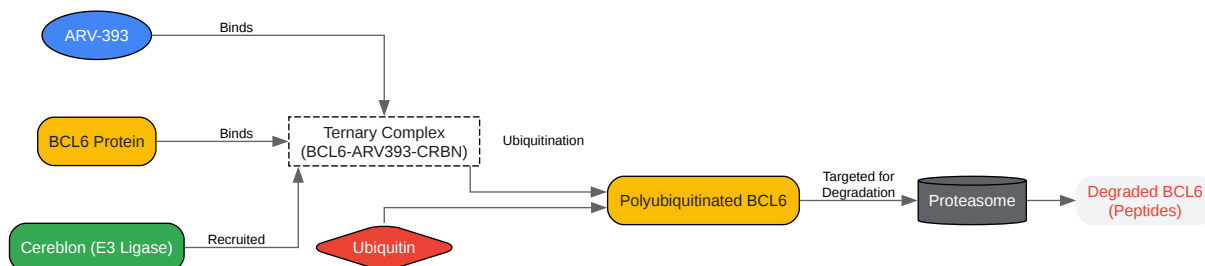 ARV-393
Binds
BCL6 Protein
Binds
Ternary Complex
(BCL6-ARV393-CRBN)
Ubiquitination
Cereblon (E3 Ligase)
Recruited
Ubiquitin
Polyubiquitinated BCL6
Targeted for
Degradation
Proteasome
Degraded BCL6
(Peptides)